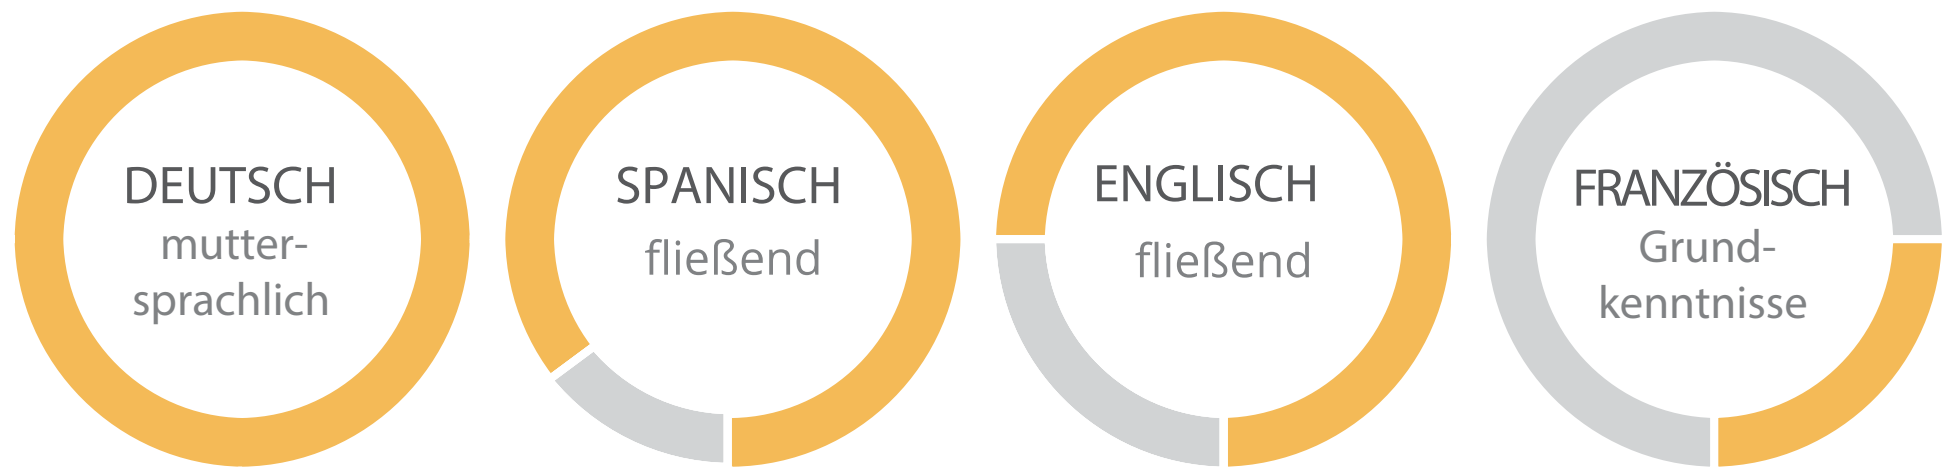 DEUTSCH
mutter-
sprachlich
SPANISCH
fließend
ENGLISCH
fließend
FRANZÖSISCH
Grund-
kenntnisse